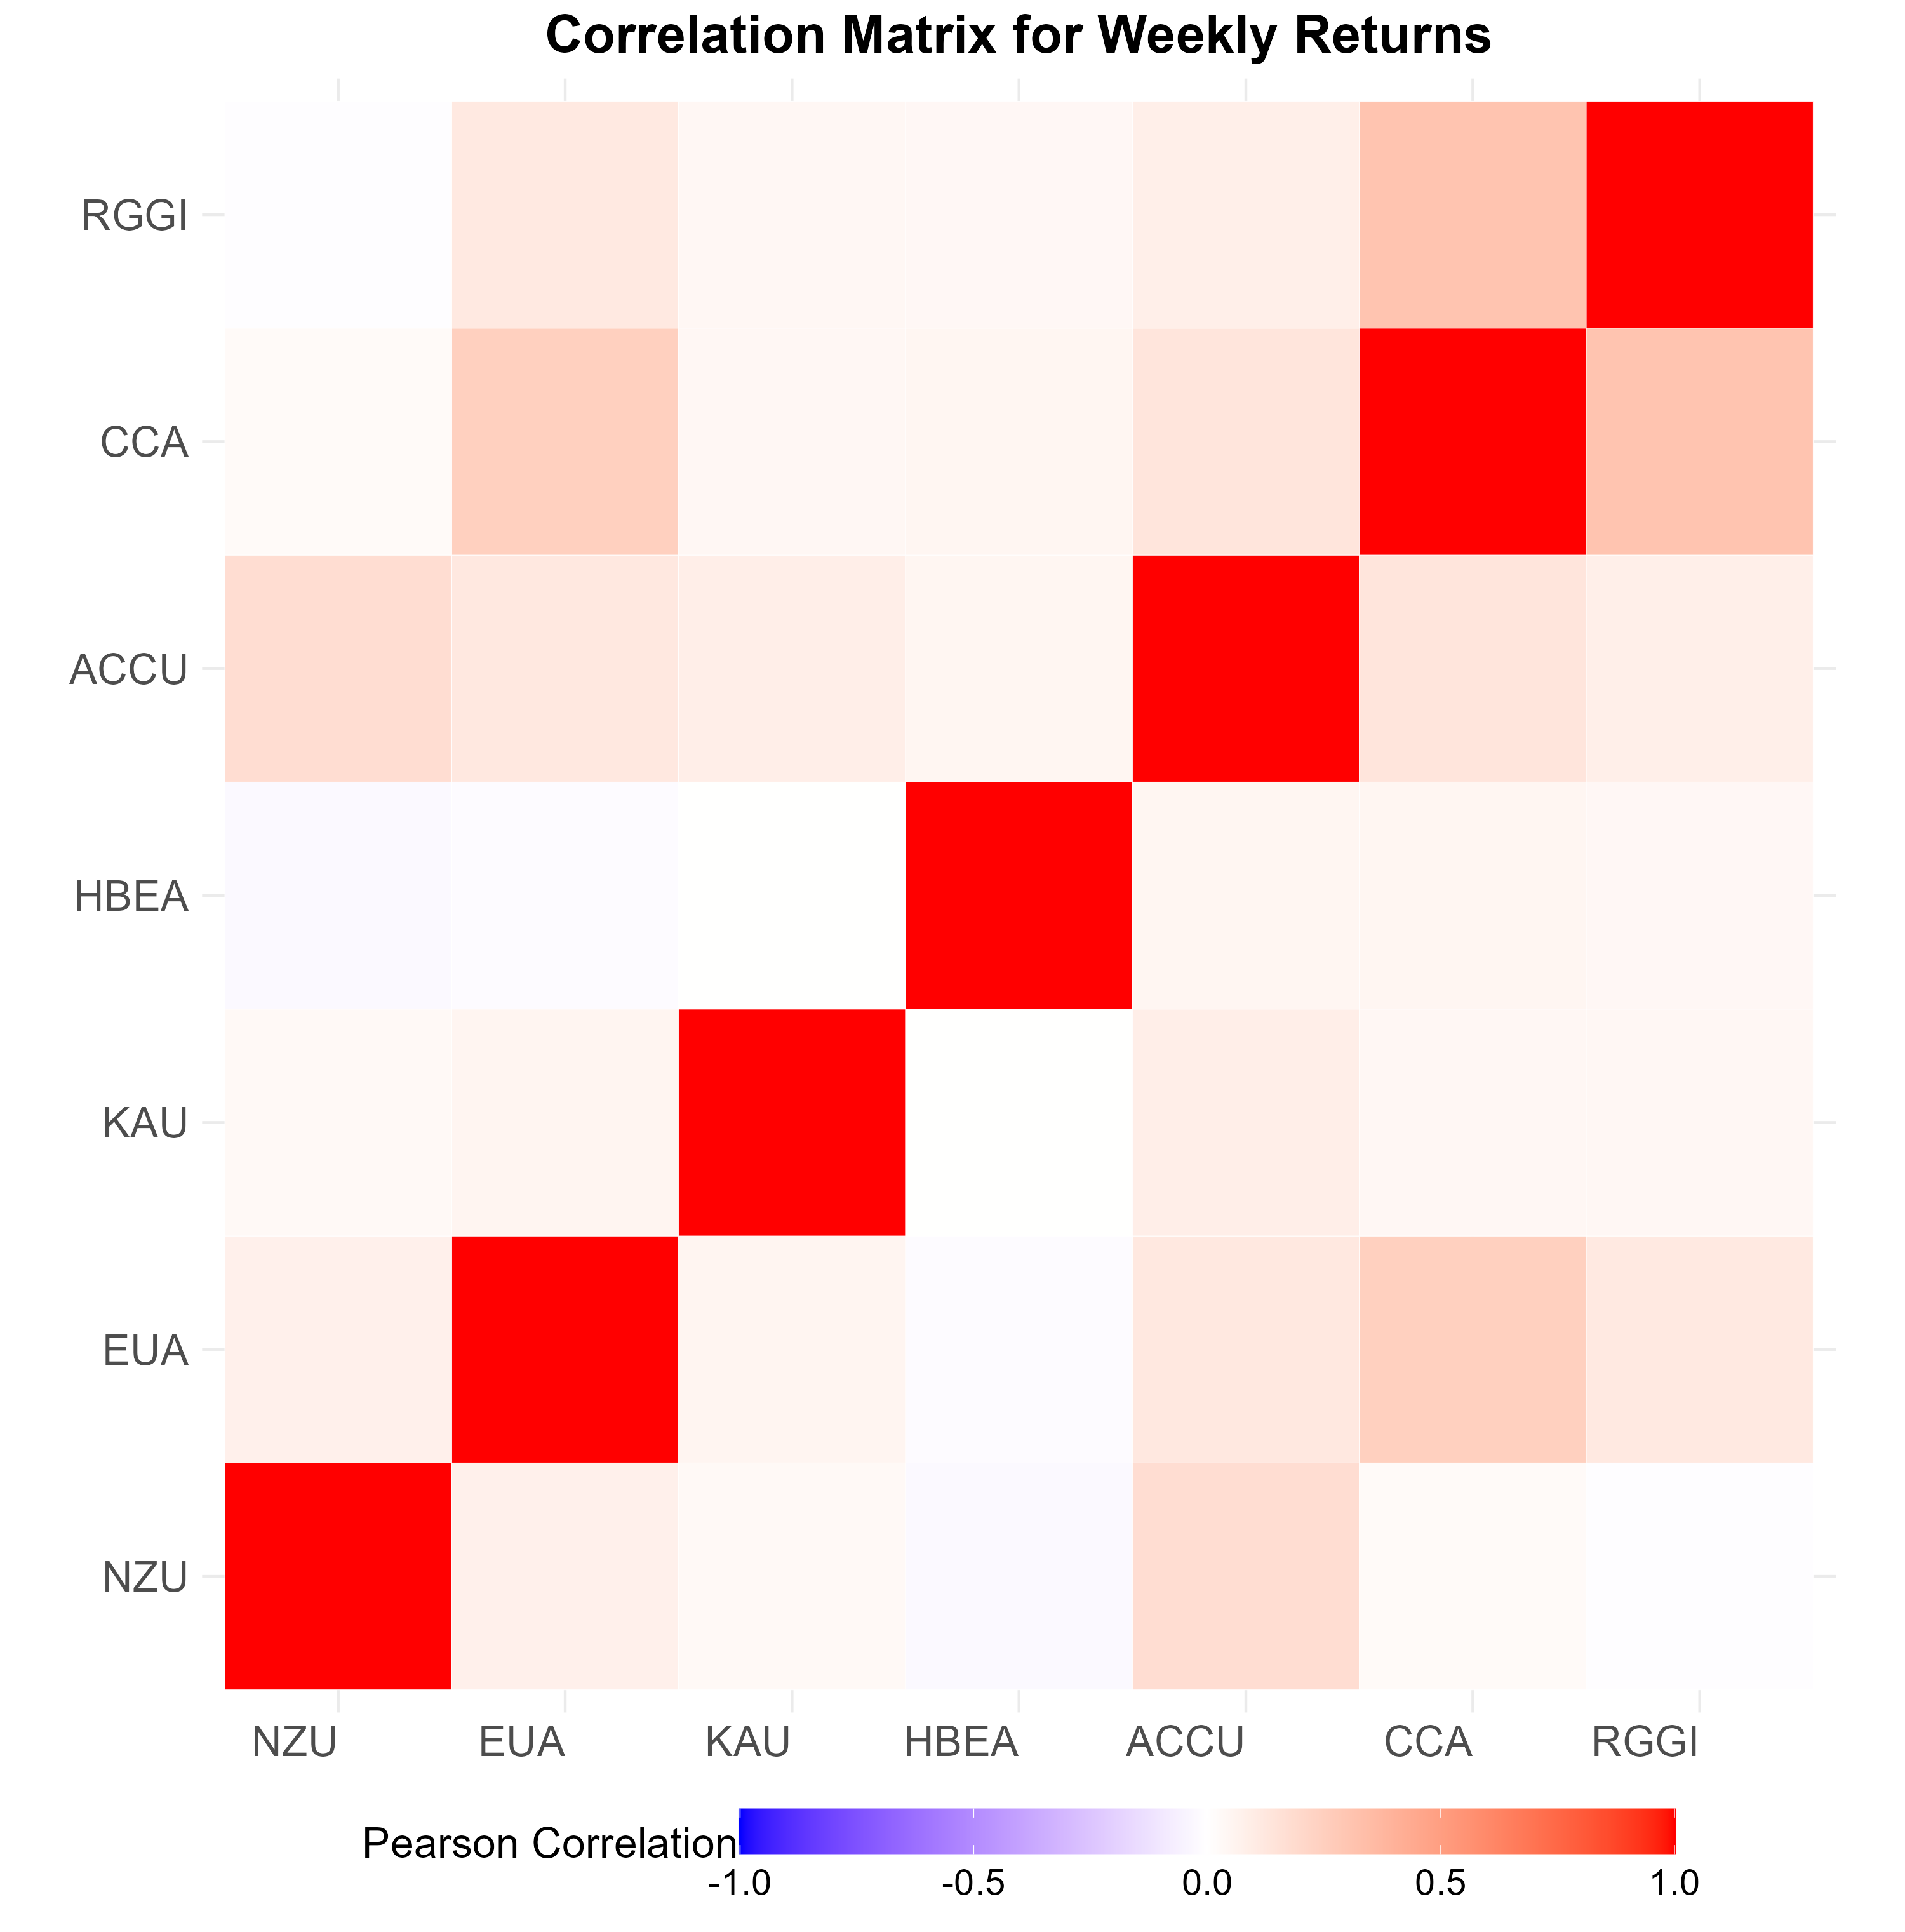 Correlation Matrix for Weekly Returns
RGGI
CCA
ACCU
HBEA
KAU
EUA
NZU
NZU EUA KAU HBEA ACCU CCA RGGI
Pearson Correlation
-1.0 -0.5 0.0 0.5 1.0